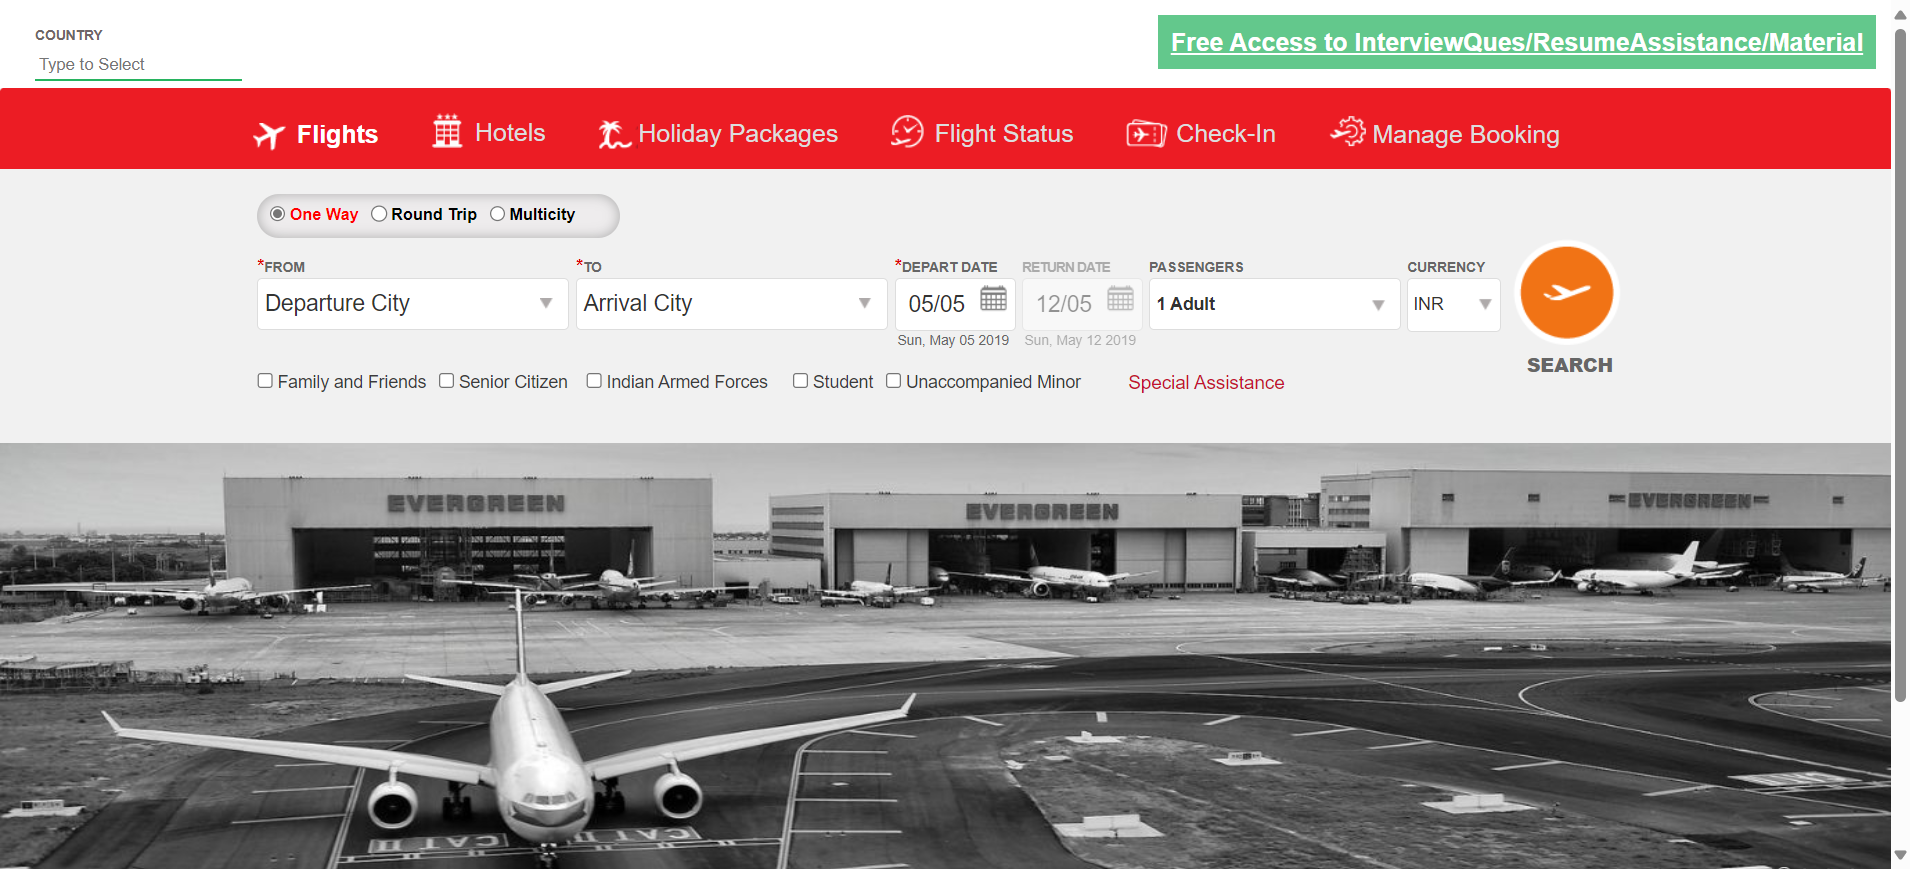 COUNTRY
Type to Select
Free Access to InterviewQues/ResumeAssistance/Material
Flights Hotels Holiday Packages Flight Status Check-In Manage Booking
One Way Round Trip Multicity
*FROM *TO *DEPART DATE RETURN DATE PASSENGERS CURRENCY
Departure City Arrival City 05/05 12/05 1 Adult INR
Sun, May 05 2019 Sun, May 12 2019
SEARCH
Family and Friends Senior Citizen Indian Armed Forces Student Unaccompanied Minor Special Assistance
EVERGREEN EVERGREEN EVERGREEN
CAT II CAT II